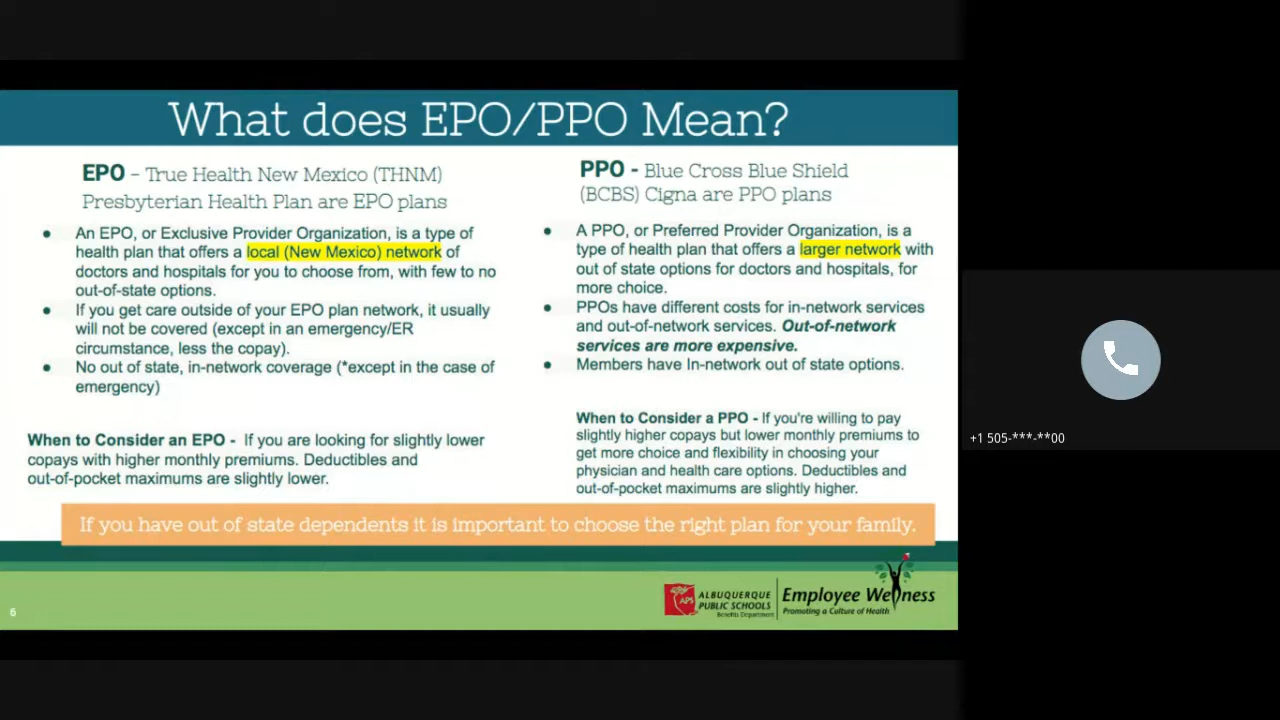 What does EPO/PPO Mean?
EPO - True Health New Mexico (THNM)
Presbyterian Health Plan are EPO plans
● An EPO, or Exclusive Provider Organization, is a type of
health plan that offers a local (New Mexico) network of
doctors and hospitals for you to choose from, with few to no
out-of-state options.
● If you get care outside of your EPO plan network, it usually
will not be covered (except in an emergency/ER
circumstance, less the copay).
● No out of state, in-network coverage (*except in the case of
emergency)
When to Consider an EPO - If you are looking for slightly lower
copays with higher monthly premiums. Deductibles and
out-of-pocket maximums are slightly lower.
PPO - Blue Cross Blue Shield
(BCBS) Cigna are PPO plans
● A PPO, or Preferred Provider Organization, is a
type of health plan that offers a larger network with
out of state options for doctors and hospitals, for
more choice.
● PPOs have different costs for in-network services
and out-of-network services. Out-of-network
services are more expensive.
● Members have In-network out of state options.
When to Consider a PPO - If you're willing to pay
slightly higher copays but lower monthly premiums to
get more choice and flexibility in choosing your
physician and health care options. Deductibles and
out-of-pocket maximums are slightly higher.
If you have out of state dependents it is important to choose the right plan for your family.
6
APS
ALBUQUERQUE
PUBLIC SCHOOLS
Benefits Department
Employee Wellness
Promoting a Culture of Health
+1 505-***-**00